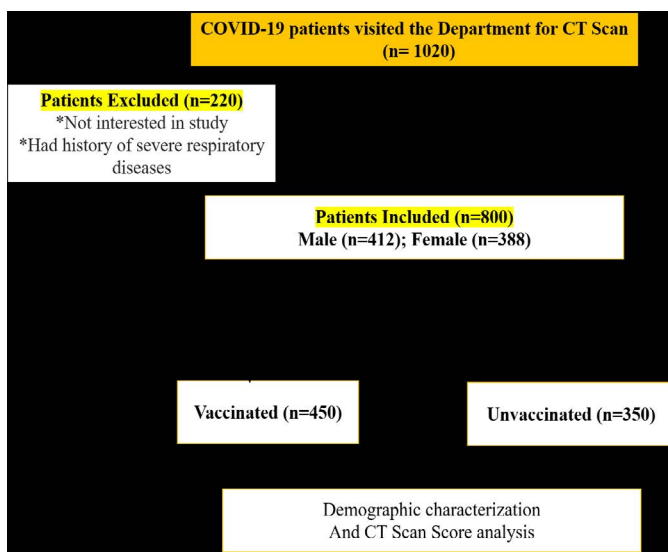 COVID-19 patients visited the Department for CT Scan
(n= 1020)
Patients Excluded (n=220)
*Not interested in study
*Had history of severe respiratory
diseases
Patients Included (n=800)
Male (n=412); Female (n=388)
Vaccinated (n=450)
Unvaccinated (n=350)
Demographic characterization
And CT Scan Score analysis